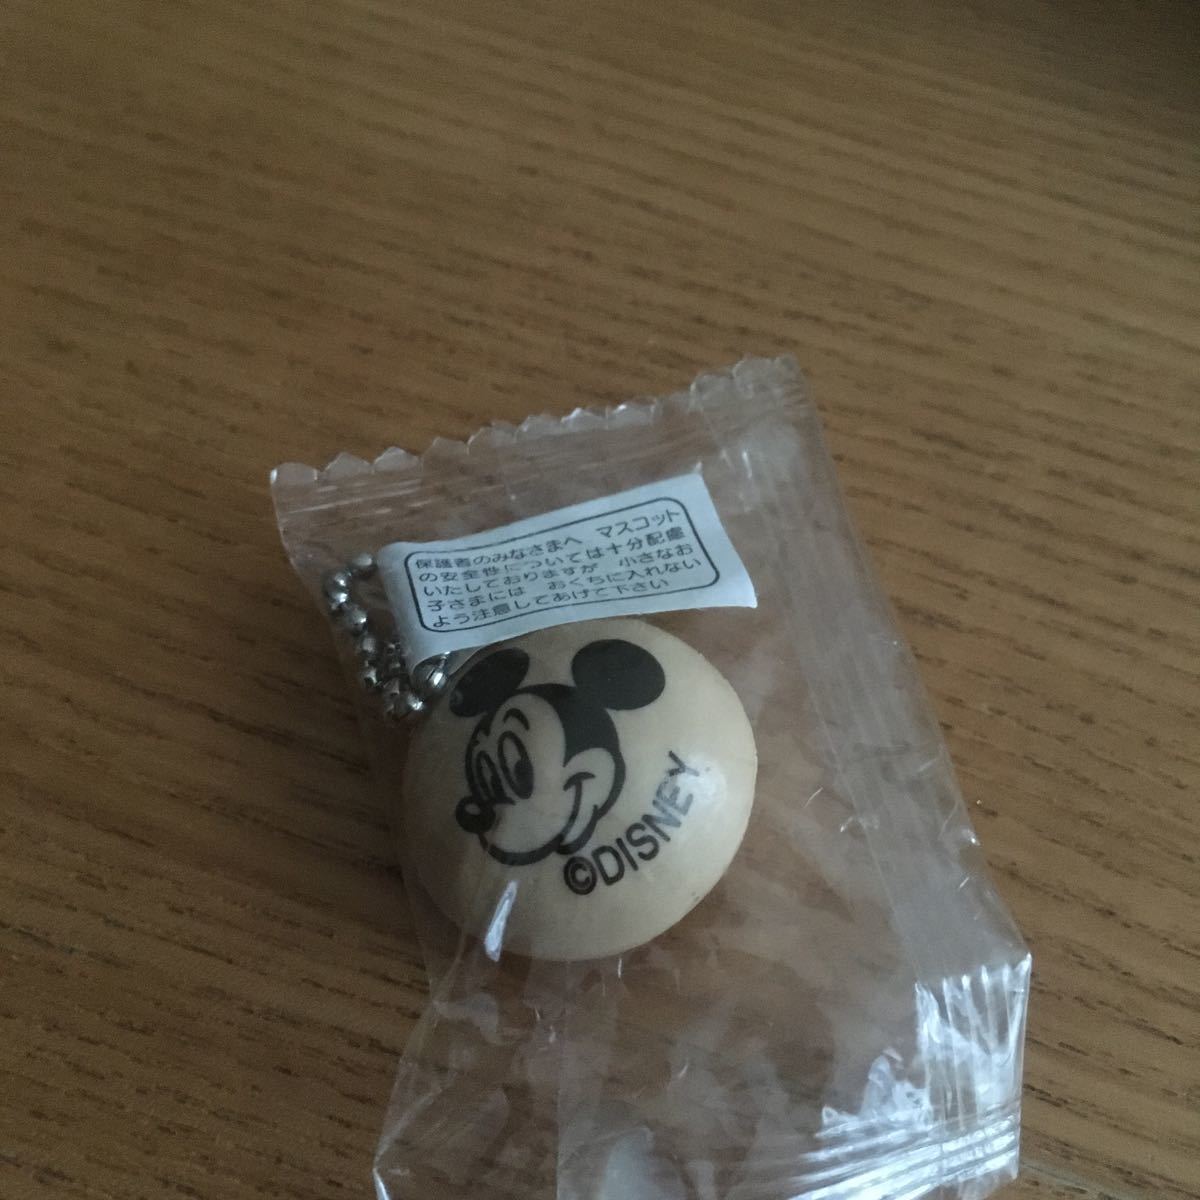 保護者のみなさまへ マスコット
の安全性については十分配慮
いたしておりますが 小さなお
子さまには おくちに入れない
よう注意してあげて下さい
©DISNEY